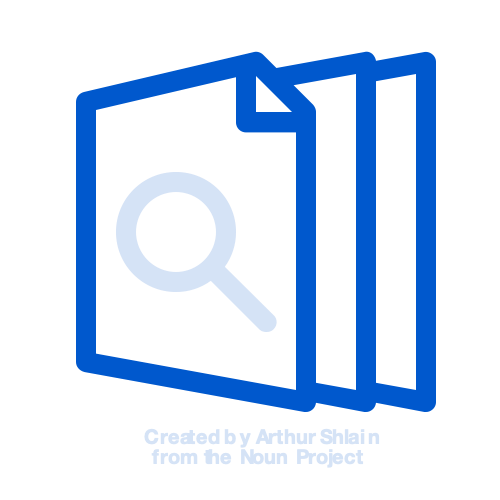 Created by Arthur Shlain
from the Noun Project